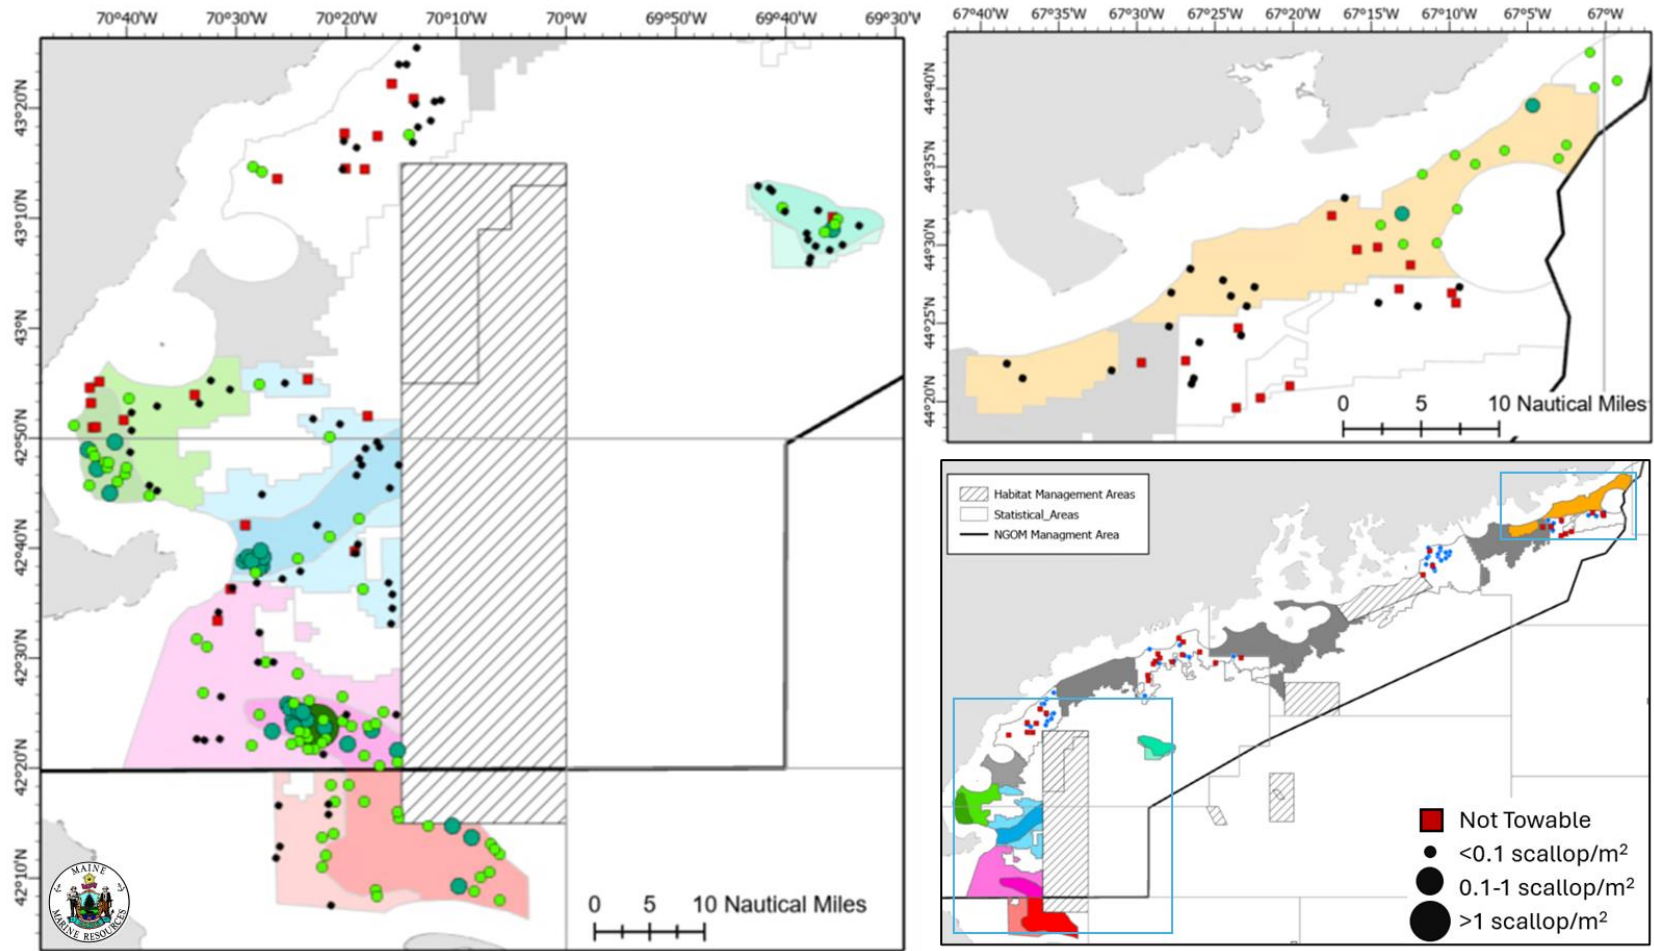 70°40'W 70°30'W 70°20'W 70°10'W 70°W 69°50'W 69°40'W 69°30'W
43°20'N
43°10'N
43°N
42°50'N
42°40'N
42°30'N
42°20'N
42°10'N
0 5 10 Nautical Miles
MAINE
MARINE RESOURCES
67°40'W 67°35'W 67°30'W 67°25'W 67°20'W 67°15'W 67°10'W 67°05'W 67°W
44°40'N
44°35'N
44°30'N
44°25'N
44°20'N
0 5 10 Nautical Miles
Habitat Management Areas
Statistical_Areas
NGOM Managment Area
Not Towable
<0.1 scallop/m²
0.1-1 scallop/m²
>1 scallop/m²